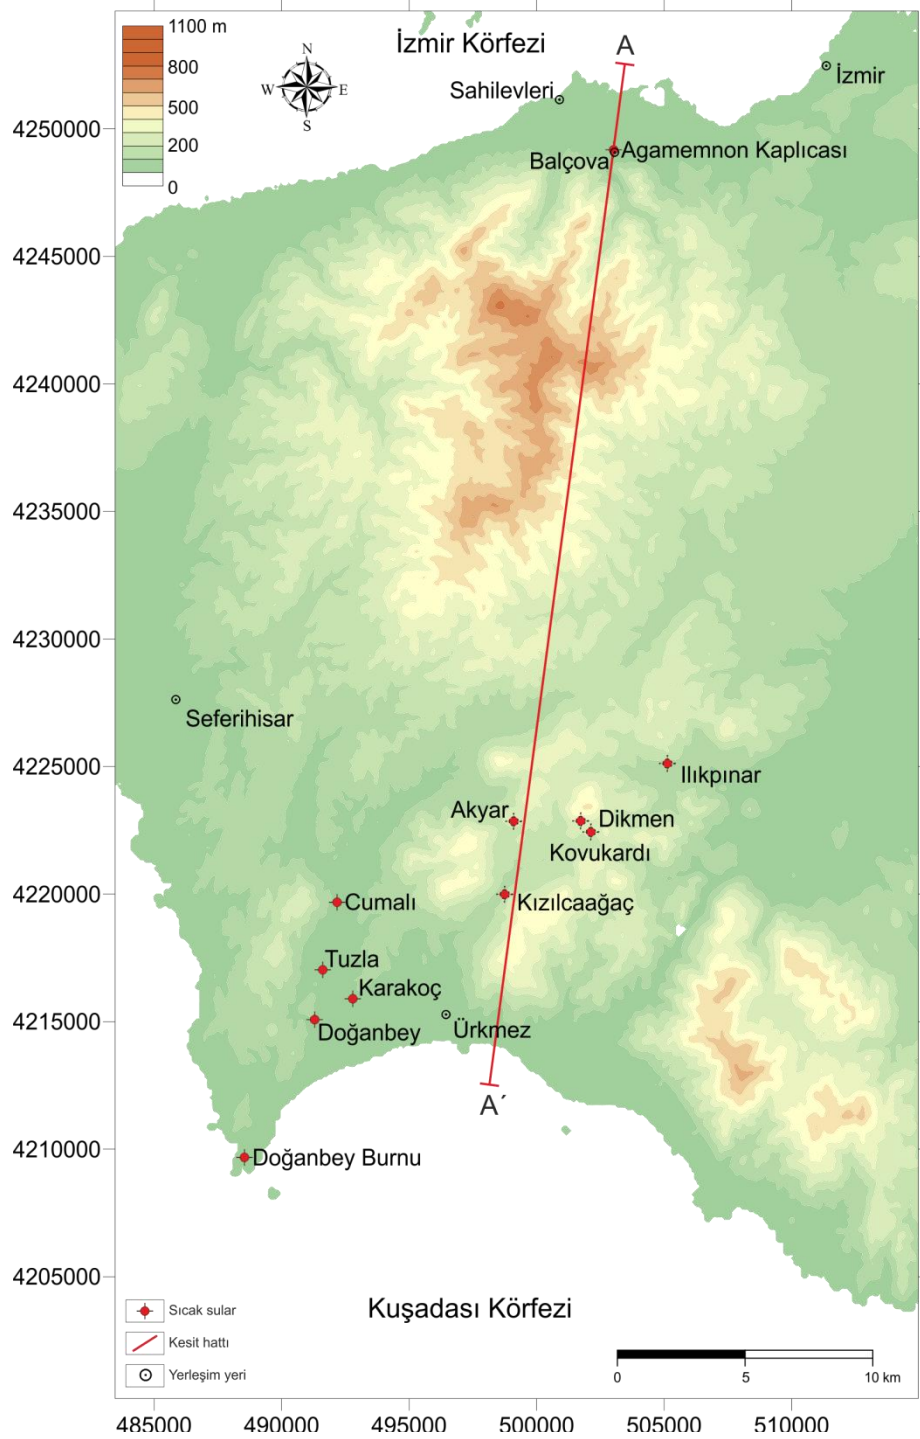 1100 m
800
500
200
0
N
W
E
S
İzmir Körfezi
A
İzmir
Sahilevleri
Agamemnon Kaplıcası
Balçova
4250000
4245000
4240000
4235000
4230000
4225000
4220000
4215000
4210000
4205000
Seferihisar
Ilıkpınar
Akyar
Dikmen
Kovukardı
Cumalı
Kızılcaağaç
Tuzla
Karakoç
Doğanbey
Ürkmez
A´
Doğanbey Burnu
Kuşadası Körfezi
Sıcak sular
Kesit hattı
Yerleşim yeri
0
5
10 km
485000
490000
495000
500000
505000
510000